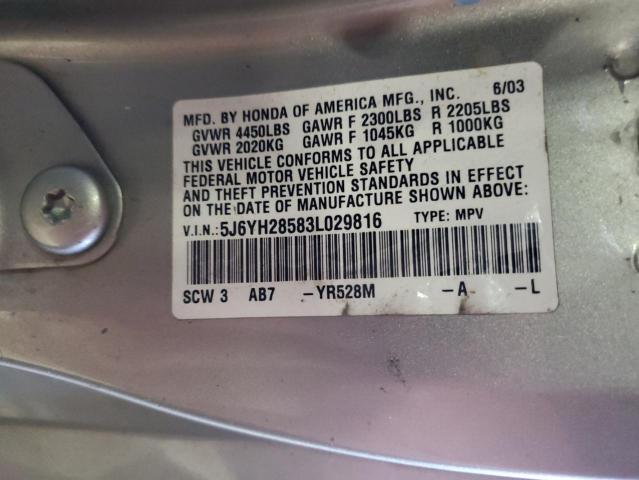 MFD. BY HONDA OF AMERICA MFG., INC. 6/03
GVWR 4450LBS GAWR F 2300LBS R 2205LBS
GVWR 2020KG GAWR F 1045KG R 1000KG
THIS VEHICLE CONFORMS TO ALL APPLICABLE
FEDERAL MOTOR VEHICLE SAFETY
AND THEFT PREVENTION STANDARDS IN EFFECT
ON THE DATE OF MANUFACTURE SHOWN ABOVE:
V.I.N.: 5J6YH28583L029816 TYPE: MPV
SCW 3 AB7 -YR528M -A -L